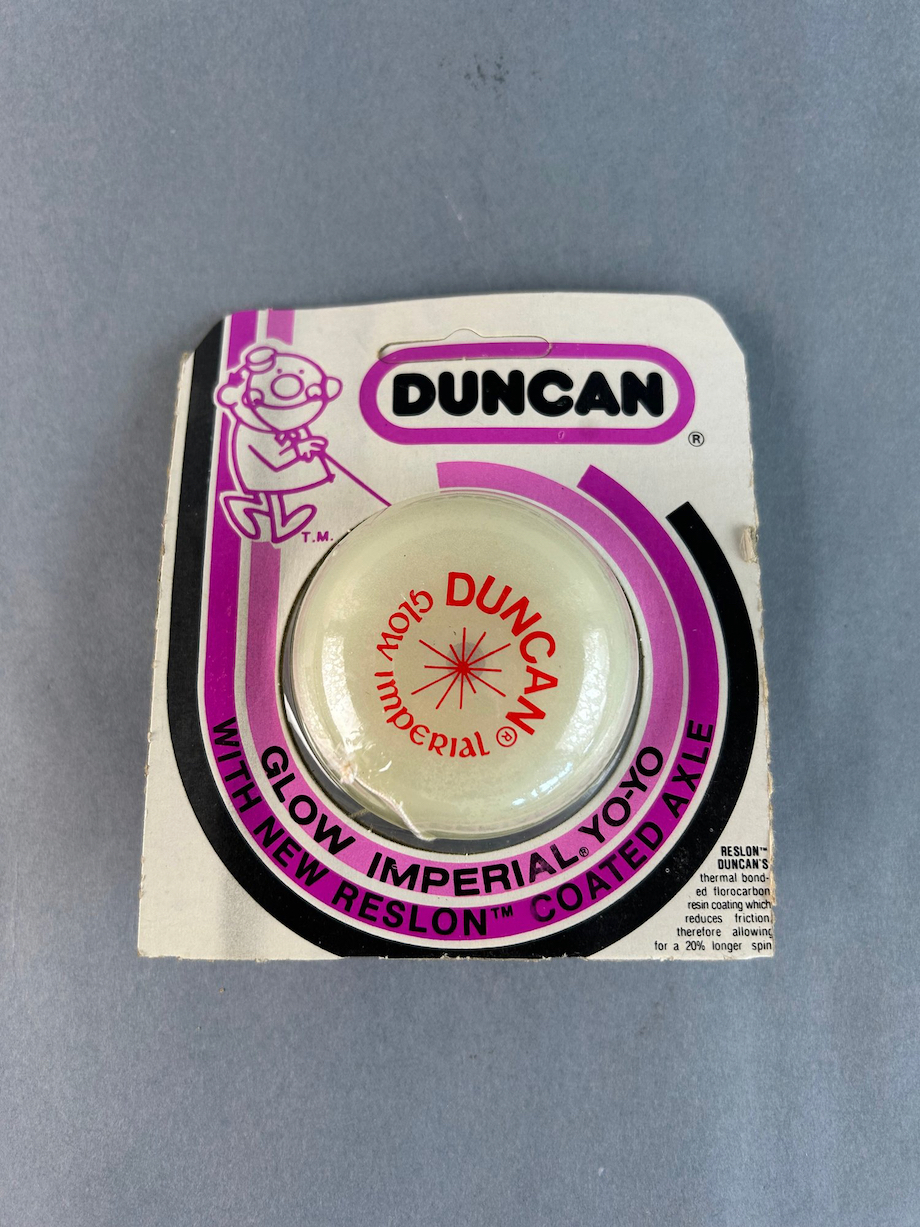 DUNCAN
®
T.M.
DUNCAN®
Glow Imperial
GLOW IMPERIAL® YO-YO
WITH NEW RESLON™ COATED AXLE
RESLON™
DUNCAN'S
thermal bond-
ed florocarbon
resin coating which
reduces friction,
therefore allowing
for a 20% longer spin